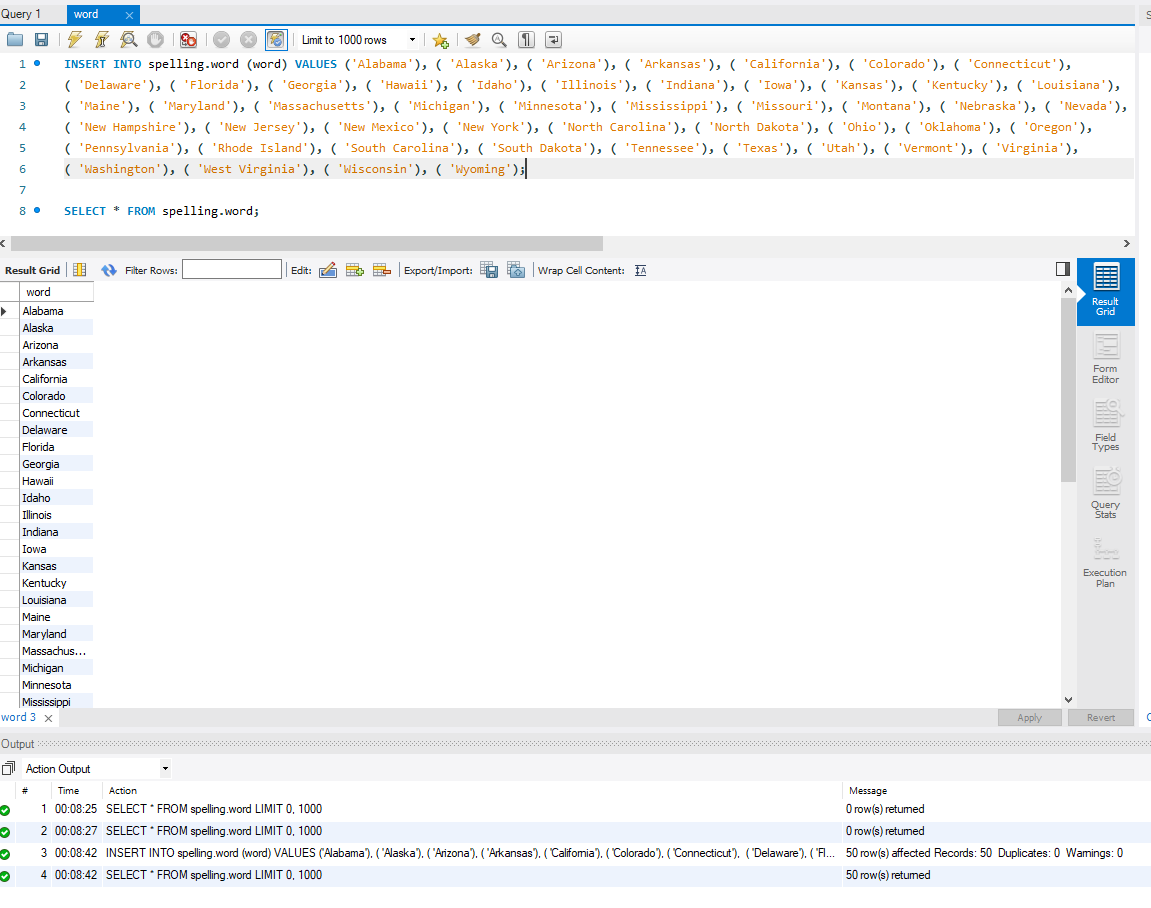 Query 1 word
Limit to 1000 rows
1 INSERT INTO spelling.word (word) VALUES ('Alabama'), ( 'Alaska'), ( 'Arizona'), ( 'Arkansas'), ( 'California'), ( 'Colorado'), ( 'Connecticut'),
2 ( 'Delaware'), ( 'Florida'), ( 'Georgia'), ( 'Hawaii'), ( 'Idaho'), ( 'Illinois'), ( 'Indiana'), ( 'Iowa'), ( 'Kansas'), ( 'Kentucky'), ( 'Louisiana'),
3 ( 'Maine'), ( 'Maryland'), ( 'Massachusetts'), ( 'Michigan'), ( 'Minnesota'), ( 'Mississippi'), ( 'Missouri'), ( 'Montana'), ( 'Nebraska'), ( 'Nevada'),
4 ( 'New Hampshire'), ( 'New Jersey'), ( 'New Mexico'), ( 'New York'), ( 'North Carolina'), ( 'North Dakota'), ( 'Ohio'), ( 'Oklahoma'), ( 'Oregon'),
5 ( 'Pennsylvania'), ( 'Rhode Island'), ( 'South Carolina'), ( 'South Dakota'), ( 'Tennessee'), ( 'Texas'), ( 'Utah'), ( 'Vermont'), ( 'Virginia'),
6 ( 'Washington'), ( 'West Virginia'), ( 'Wisconsin'), ( 'Wyoming');
7
8 SELECT * FROM spelling.word;
Result Grid Filter Rows: Edit: Export/Import: Wrap Cell Content:
word
Alabama
Alaska
Arizona
Arkansas
California
Colorado
Connecticut
Delaware
Florida
Georgia
Hawaii
Idaho
Illinois
Indiana
Iowa
Kansas
Kentucky
Louisiana
Maine
Maryland
Massachus...
Michigan
Minnesota
Mississippi
Result
Grid
Form
Editor
Field
Types
Query
Stats
Execution
Plan
word 3 Apply Revert
Output
Action Output
# Time Action Message
1 00:08:25 SELECT * FROM spelling.word LIMIT 0, 1000 0 row(s) returned
2 00:08:27 SELECT * FROM spelling.word LIMIT 0, 1000 0 row(s) returned
3 00:08:42 INSERT INTO spelling.word (word) VALUES ('Alabama'), ( 'Alaska'), ( 'Arizona'), ( 'Arkansas'), ( 'California'), ( 'Colorado'), ( 'Connecticut'), ( 'Delaware'), ( 'Fl... 50 row(s) affected Records: 50 Duplicates: 0 Warnings: 0
4 00:08:42 SELECT * FROM spelling.word LIMIT 0, 1000 50 row(s) returned